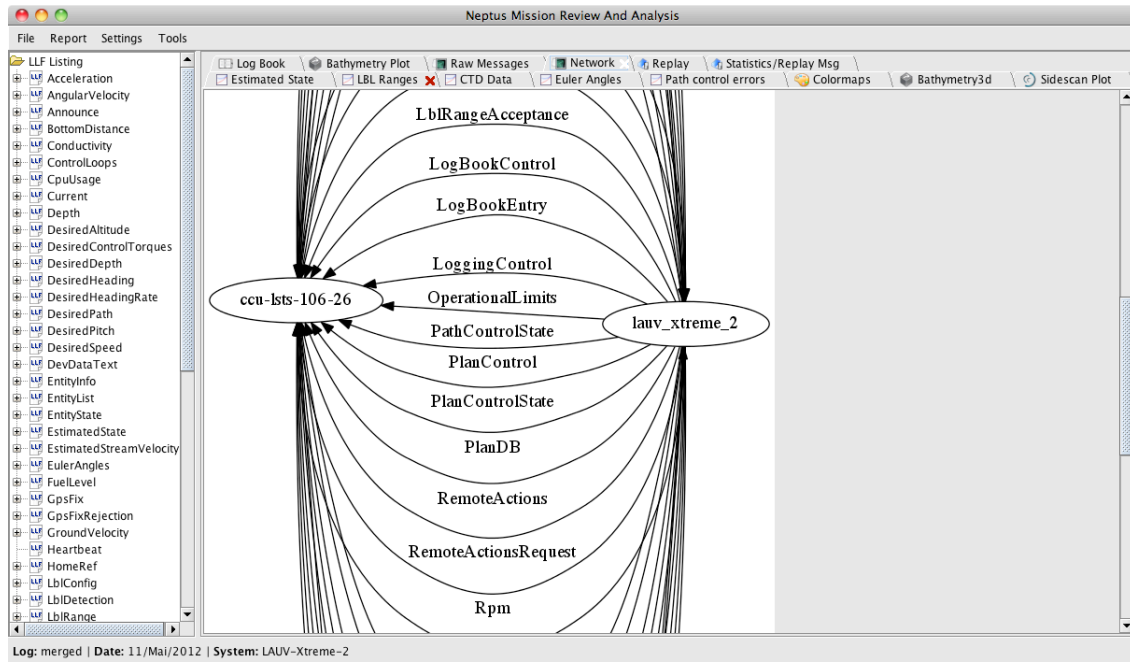 Neptus Mission Review And Analysis
File Report Settings Tools
LLF Listing
Acceleration
AngularVelocity
Announce
BottomDistance
Conductivity
ControlLoops
CpuUsage
Current
Depth
DesiredAltitude
DesiredControlTorques
DesiredDepth
DesiredHeading
DesiredHeadingRate
DesiredPath
DesiredPitch
DesiredSpeed
DevDataText
EntityInfo
EntityList
EntityState
EstimatedState
EstimatedStreamVelocity
EulerAngles
FuelLevel
GpsFix
GpsFixRejection
GroundVelocity
Heartbeat
HomeRef
LblConfig
LblDetection
LblRange
Log Book Bathymetry Plot Raw Messages Network Replay Statistics/Replay Msg
Estimated State LBL Ranges CTD Data Euler Angles Path control errors Colormaps Bathymetry3d Sidescan Plot
LblRangeAcceptance
LogBookControl
LogBookEntry
LoggingControl
OperationalLimits
ccu-lsts-106-26
lauv_xtreme_2
PathControlState
PlanControl
PlanControlState
PlanDB
RemoteActions
RemoteActionsRequest
Rpm
Log: merged | Date: 11/Mai/2012 | System: LAUV-Xtreme-2